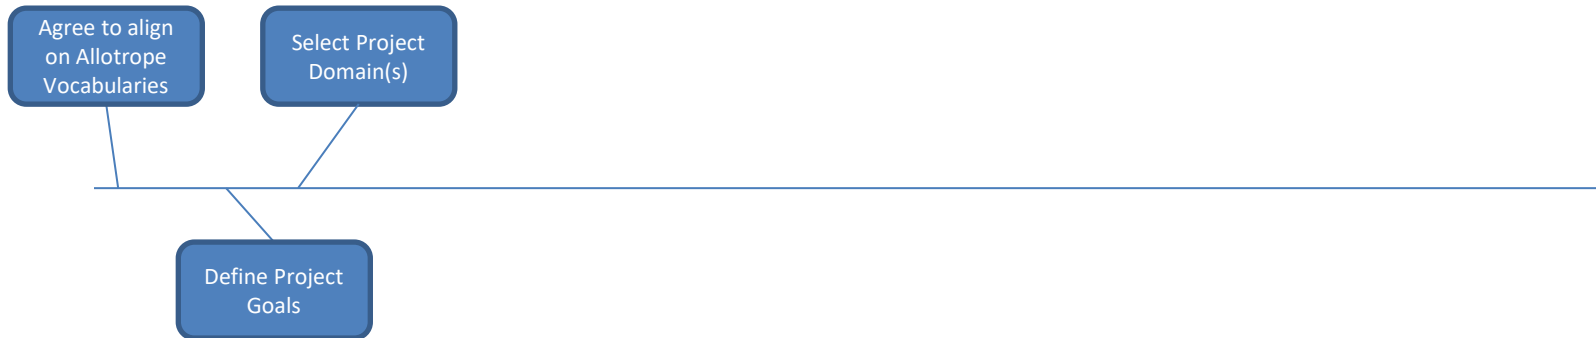 Agree to align
on Allotrope
Vocabularies
Select Project
Domain(s)
Define Project
Goals